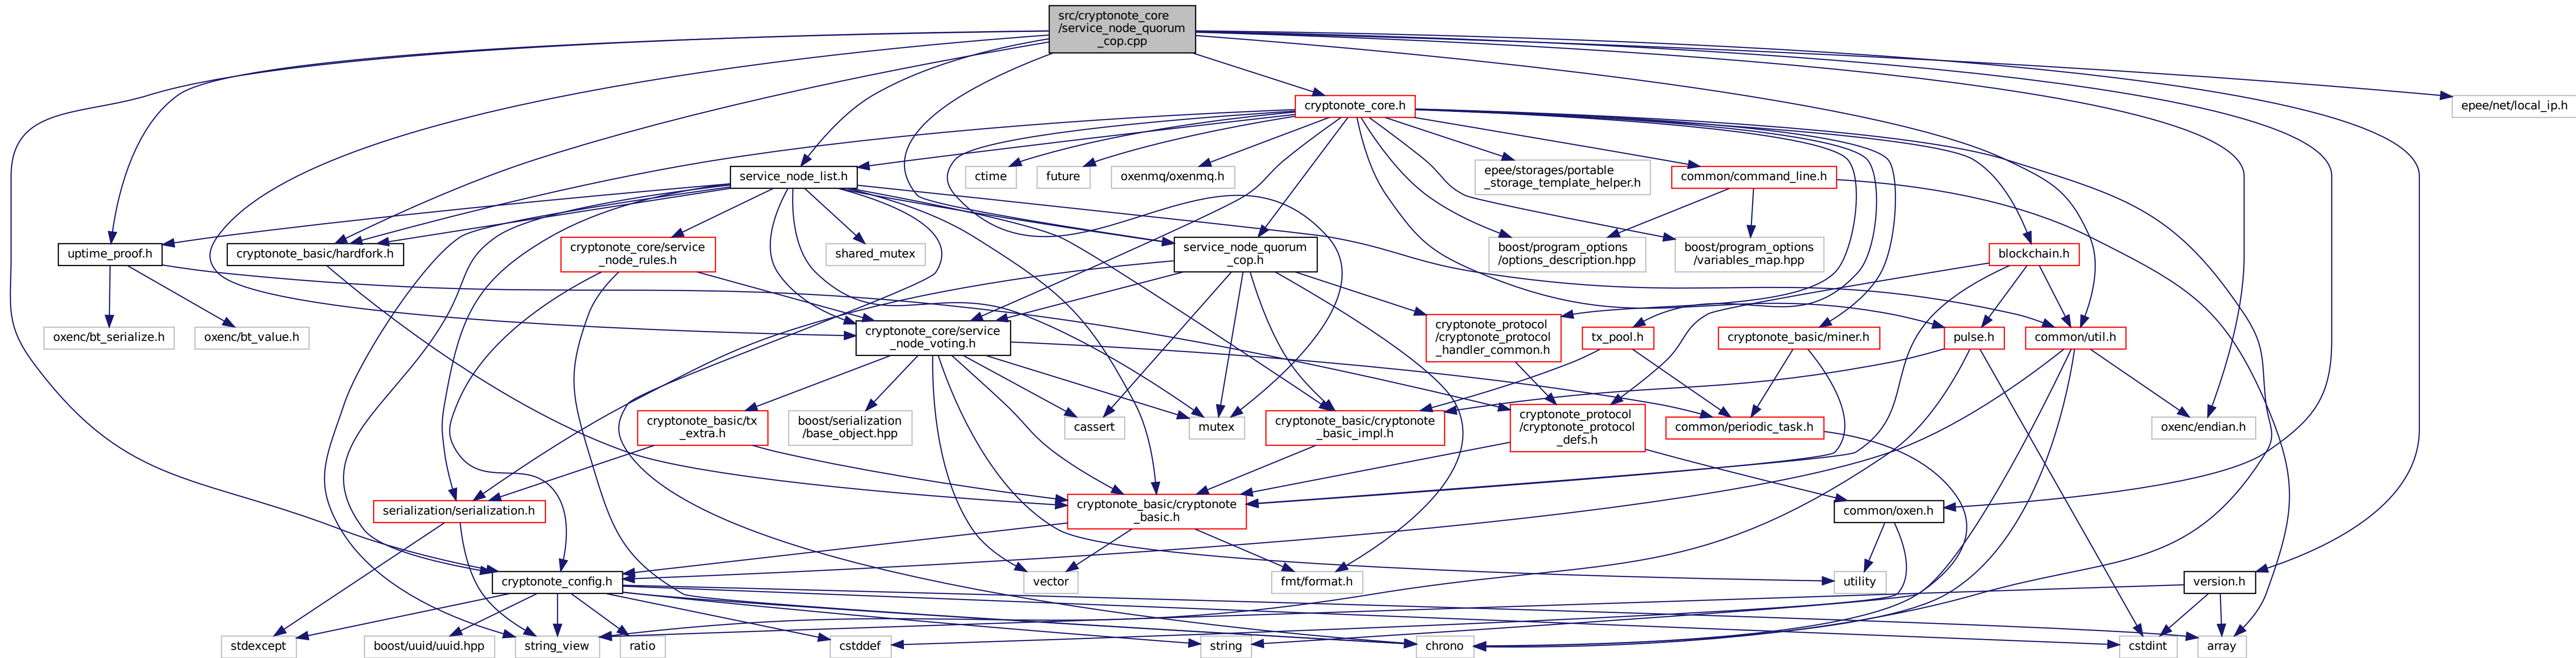 src/cryptonote_core
/service_node_quorum
_cop.cpp
cryptonote_core.h
epee/net/local_ip.h
service_node_list.h
ctime
future
oxenmq/oxenmq.h
epee/storages/portable
_storage_template_helper.h
common/command_line.h
uptime_proof.h
cryptonote_basic/hardfork.h
cryptonote_core/service
_node_rules.h
shared_mutex
service_node_quorum
_cop.h
boost/program_options
/options_description.hpp
boost/program_options
/variables_map.hpp
blockchain.h
oxenc/bt_serialize.h
oxenc/bt_value.h
cryptonote_core/service
_node_voting.h
cryptonote_protocol
/cryptonote_protocol
_handler_common.h
tx_pool.h
cryptonote_basic/miner.h
pulse.h
common/util.h
cryptonote_basic/tx
_extra.h
boost/serialization
/base_object.hpp
cassert
mutex
cryptonote_basic/cryptonote
_basic_impl.h
cryptonote_protocol
/cryptonote_protocol
_defs.h
common/periodic_task.h
oxenc/endian.h
serialization/serialization.h
cryptonote_basic/cryptonote
_basic.h
common/oxen.h
cryptonote_config.h
vector
fmt/format.h
utility
version.h
stdexcept
boost/uuid/uuid.hpp
string_view
ratio
cstddef
chrono
string
cstdint
array